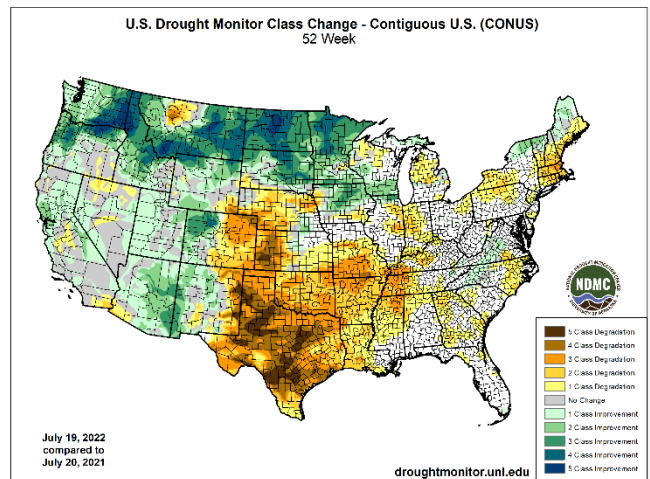 U.S. Drought Monitor Class Change - Contiguous U.S. (CONUS)
52 Week
NDMC
5 Class Degradation
4 Class Degradation
3 Class Degradation
2 Class Degradation
1 Class Degradation
No Change
1 Class Improvement
2 Class Improvement
3 Class Improvement
4 Class Improvement
5 Class Improvement
July 19, 2022
compared to
July 20, 2021
droughtmonitor.unl.edu